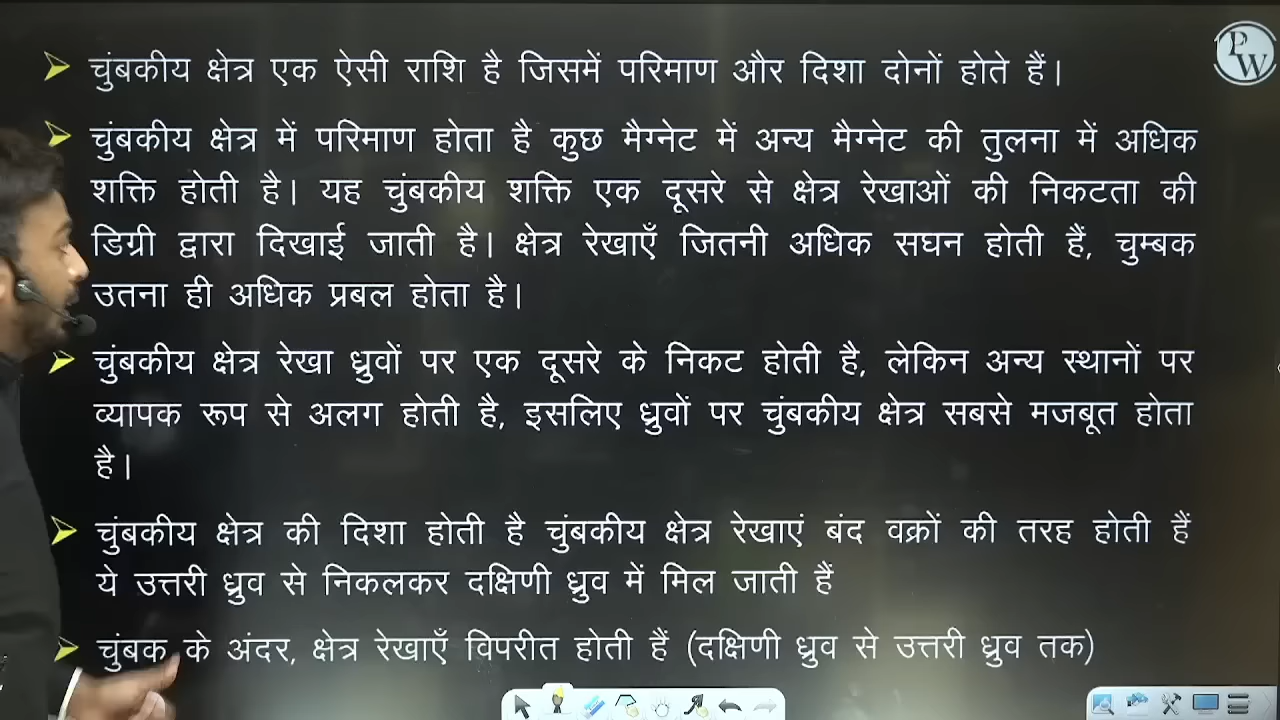 PW
चुंबकीय क्षेत्र एक ऐसी राशि है जिसमें परिमाण और दिशा दोनों होते हैं।
चुंबकीय क्षेत्र में परिमाण होता है कुछ मैग्नेट में अन्य मैग्नेट की तुलना में अधिक
शक्ति होती है। यह चुंबकीय शक्ति एक दूसरे से क्षेत्र रेखाओं की निकटता की
डिग्री द्वारा दिखाई जाती है। क्षेत्र रेखाएँ जितनी अधिक सघन होती हैं, चुम्बक
उतना ही अधिक प्रबल होता है।
चुंबकीय क्षेत्र रेखा ध्रुवों पर एक दूसरे के निकट होती है, लेकिन अन्य स्थानों पर
व्यापक रूप से अलग होती है, इसलिए ध्रुवों पर चुंबकीय क्षेत्र सबसे मजबूत होता
है।
चुंबकीय क्षेत्र की दिशा होती है चुंबकीय क्षेत्र रेखाएं बंद वक्रों की तरह होती हैं
ये उत्तरी ध्रुव से निकलकर दक्षिणी ध्रुव में मिल जाती हैं
चुंबक के अंदर, क्षेत्र रेखाएँ विपरीत होती हैं (दक्षिणी ध्रुव से उत्तरी ध्रुव तक)